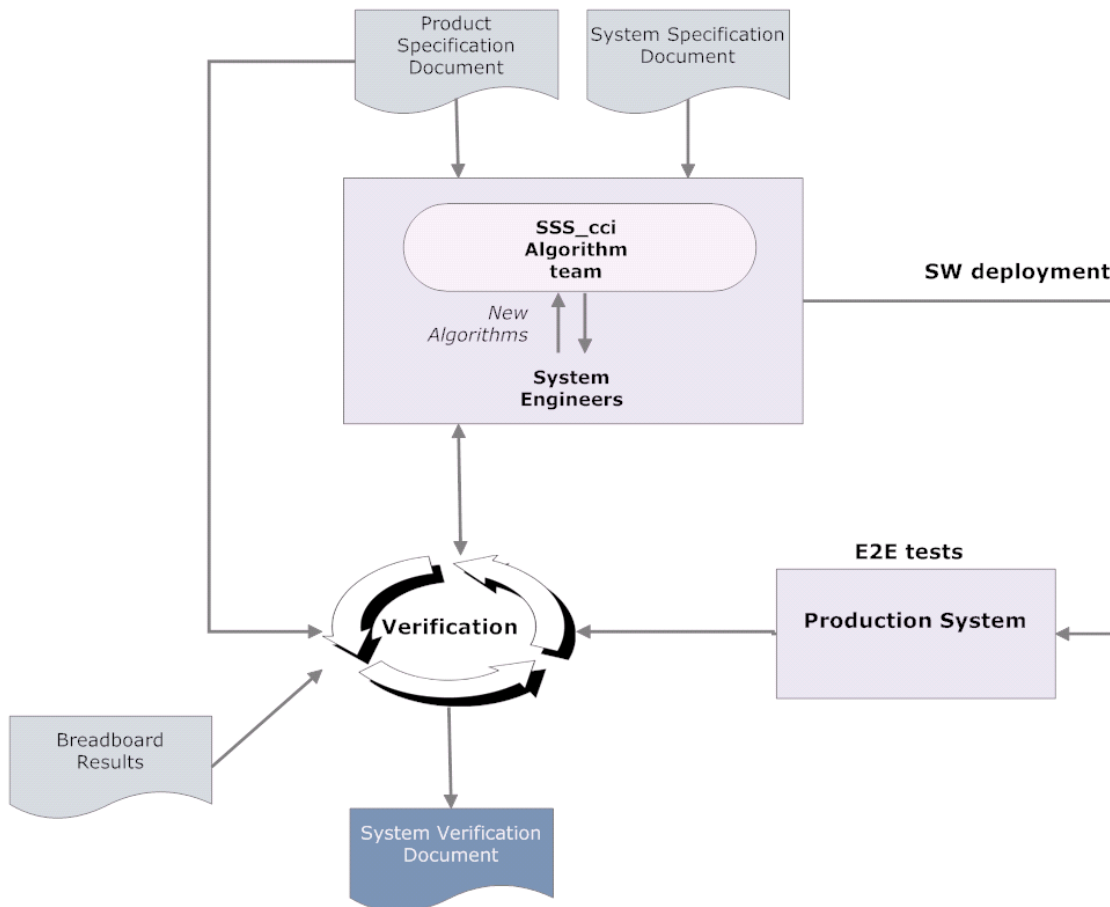 Product
Specification
Document
System Specification
Document
SSS_cci
Algorithm
team
SW deployment
New
Algorithms
System
Engineers
E2E tests
Production System
Verification
Breadboard
Results
System Verification
Document